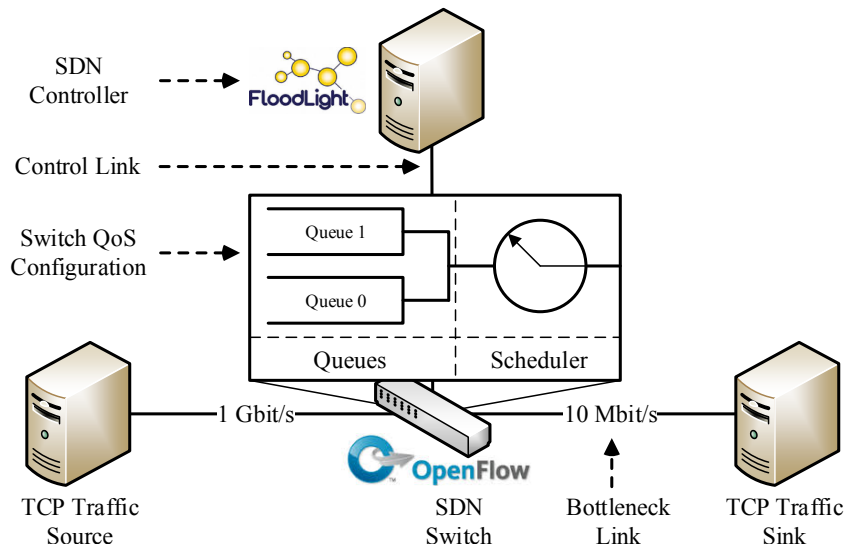 SDN
Controller
FloodLight
Control Link
Switch QoS
Configuration
Queue 1
Queue 0
Queues
Scheduler
1 Gbit/s
10 Mbit/s
OpenFlow
TM
TCP Traffic
Source
SDN
Switch
Bottleneck
Link
TCP Traffic
Sink